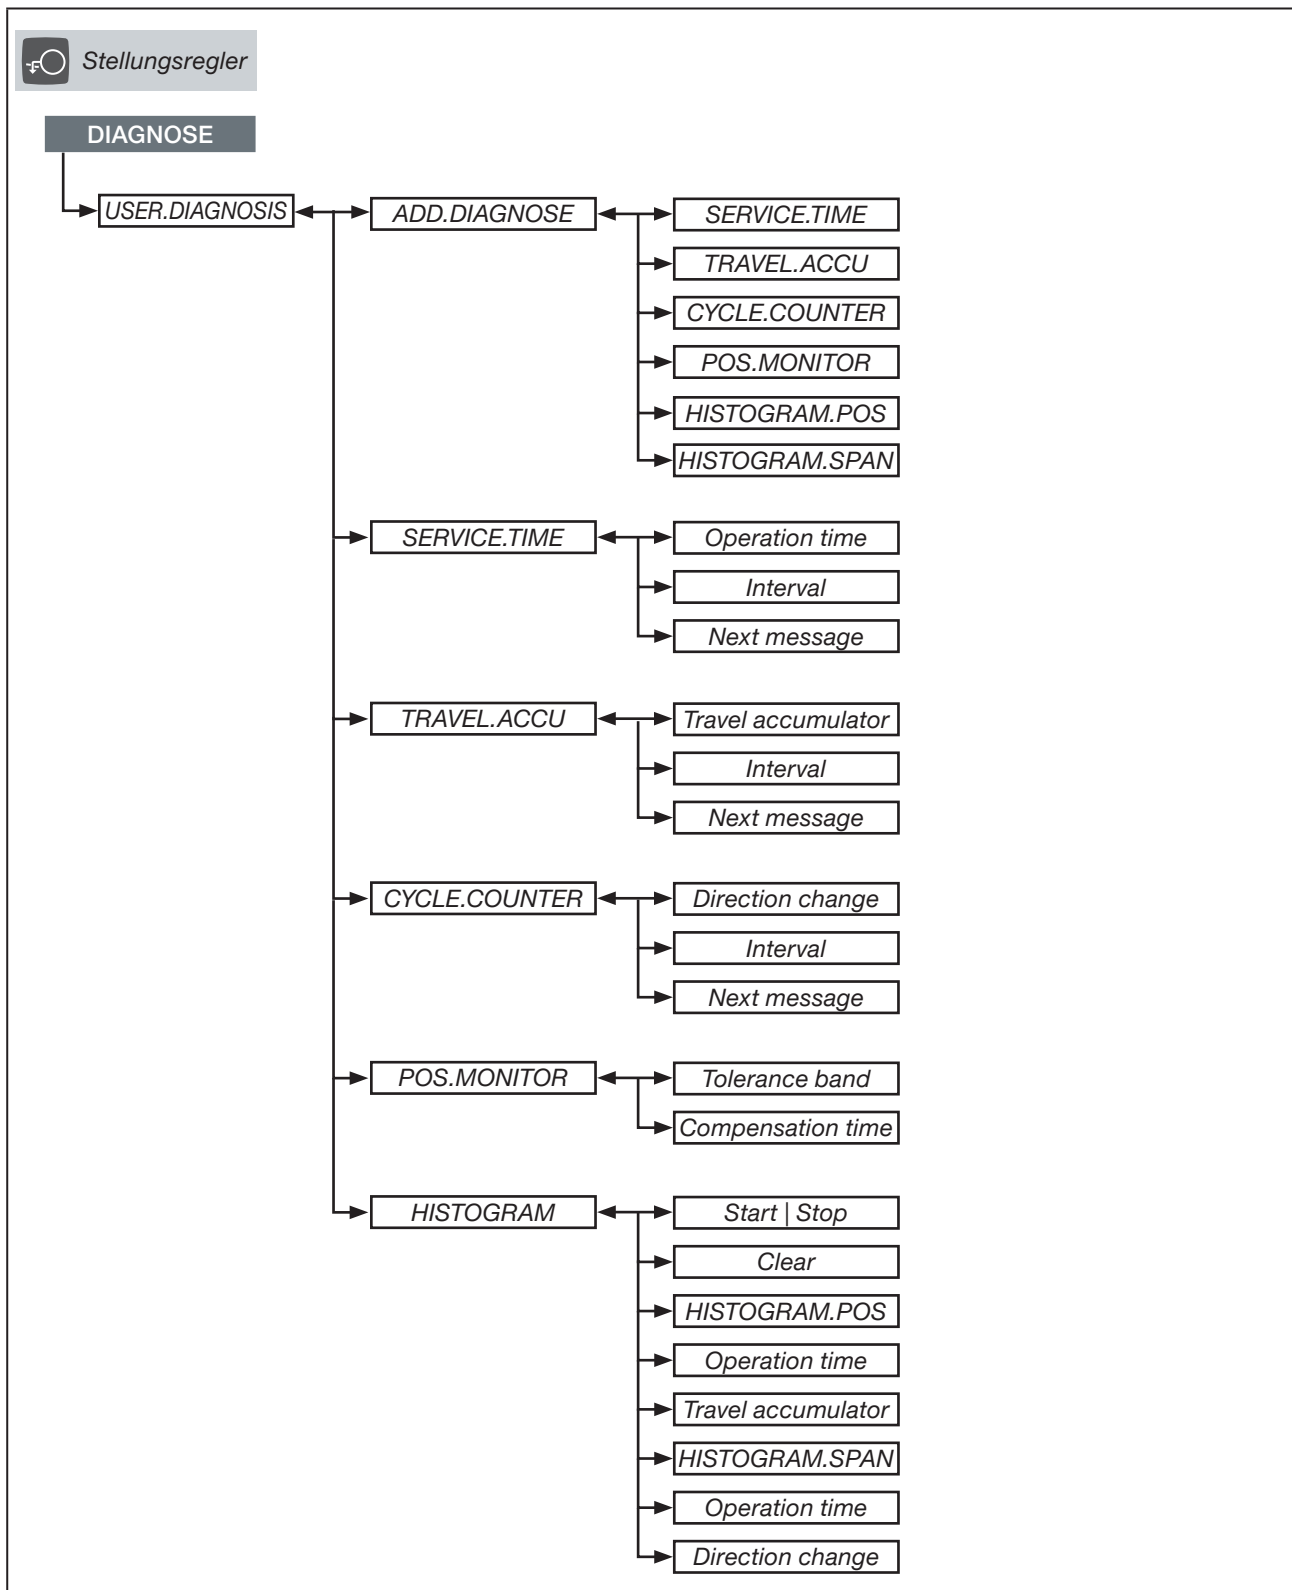 Stellungsregler
DIAGNOSE
USER.DIAGNOSIS
ADD.DIAGNOSE
SERVICE.TIME
TRAVEL.ACCU
CYCLE.COUNTER
POS.MONITOR
HISTOGRAM.POS
HISTOGRAM.SPAN
SERVICE.TIME
Operation time
Interval
Next message
TRAVEL.ACCU
Travel accumulator
Interval
Next message
CYCLE.COUNTER
Direction change
Interval
Next message
POS.MONITOR
Tolerance band
Compensation time
HISTOGRAM
Start | Stop
Clear
HISTOGRAM.POS
Operation time
Travel accumulator
HISTOGRAM.SPAN
Operation time
Direction change